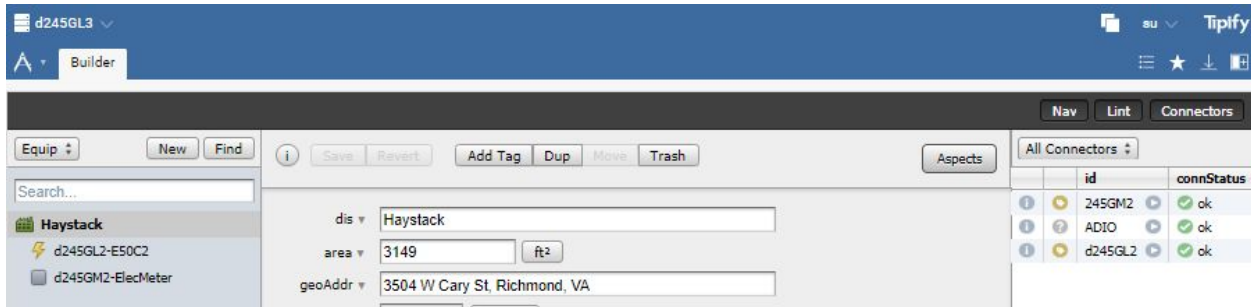 d245GL3 su Tiplfy
Builder
Nav Lint Connectors
Equip New Find i Save Revert Add Tag Dup Move Trash Aspects All Connectors
id connStatus
Search...
245GM2 ok
Haystack dis Haystack ADIO ok
d245GL2-E50C2 area 3149 ft² d245GL2 ok
d245GM2-ElecMeter geoAddr 3504 W Cary St, Richmond, VA